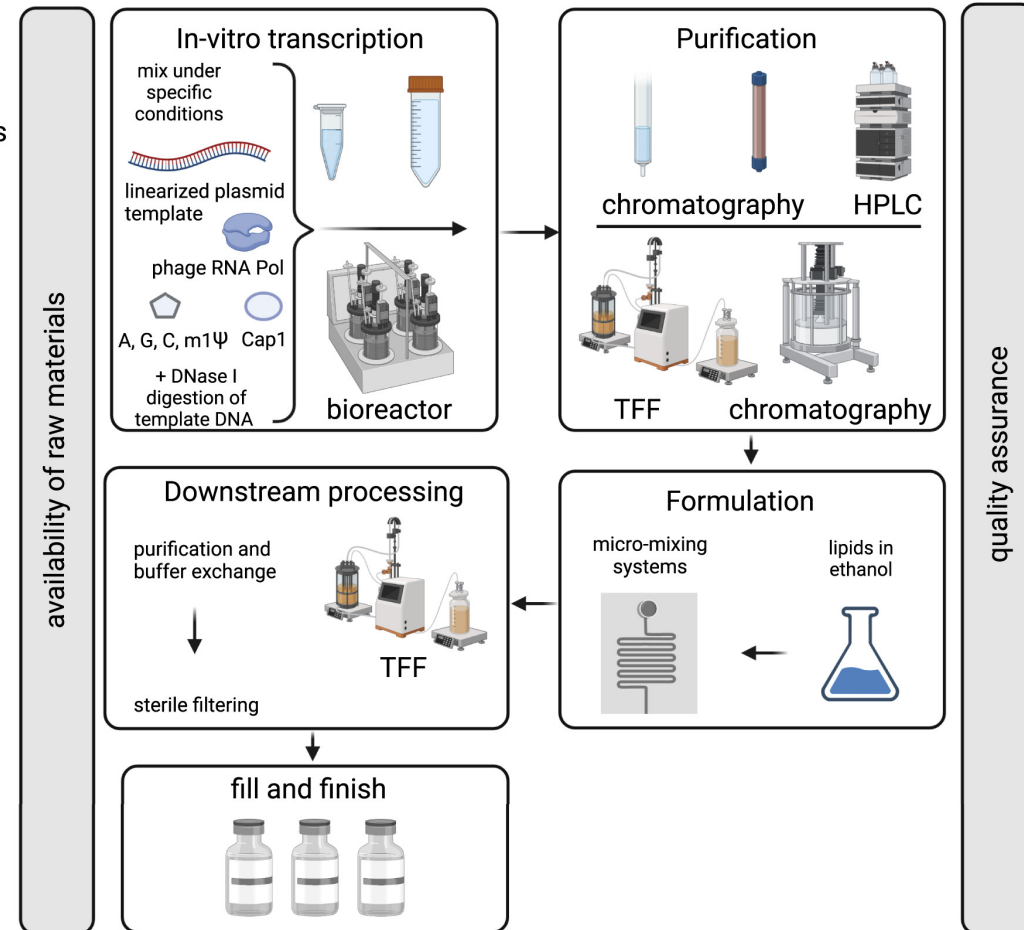 s
availability of raw materials
In-vitro transcription
mix under
specific
conditions
linearized plasmid
template
phage RNA Pol
A, G, C, m1Ψ
Cap1
+ DNase I
digestion of
template DNA
bioreactor
Purification
chromatography
HPLC
TFF
chromatography
Formulation
micro-mixing
systems
lipids in
ethanol
Downstream processing
purification and
buffer exchange
TFF
sterile filtering
fill and finish
quality assurance